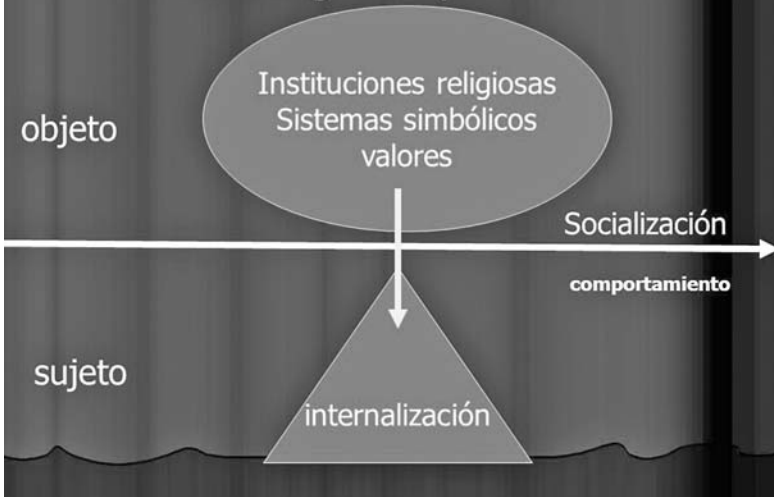 Instituciones religiosas
Sistemas simbólicos
valores
objeto
Socialización
comportamiento
sujeto
internalización